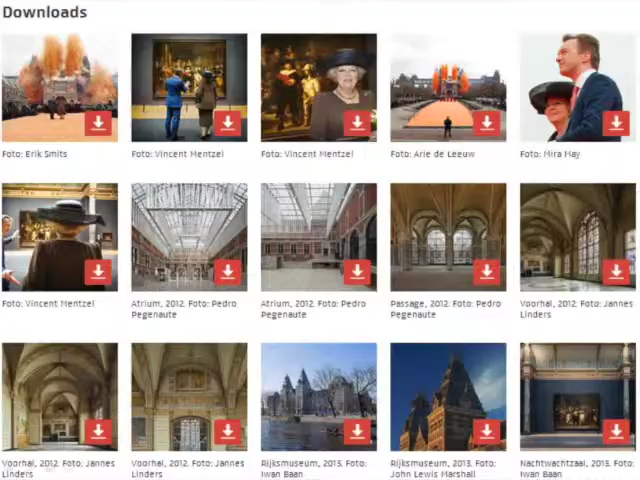 Downloads
Foto: Erik Smits
Foto: Vincent Mentzel
Foto: Vincent Mentzel
Foto: Arie de Leeuw
Foto: Mira May
Foto: Vincent Mentzel
Atrium, 2012. Foto: Pedro
Pegenaute
Atrium, 2012. Foto: Pedro
Pegenaute
Passage, 2012. Foto: Pedro
Pegenaute
Voorhal, 2012. Foto: Jannes
Linders
Voorhal, 2012. Foto: Jannes
Linders
Voorhal, 2012. Foto: Jannes
Linders
Rijksmuseum, 2013. Foto:
Iwan Baan
Rijksmuseum, 2013. Foto:
John Lewis Marshall
Nachtwachtzaal, 2013. Foto:
Iwan Baan